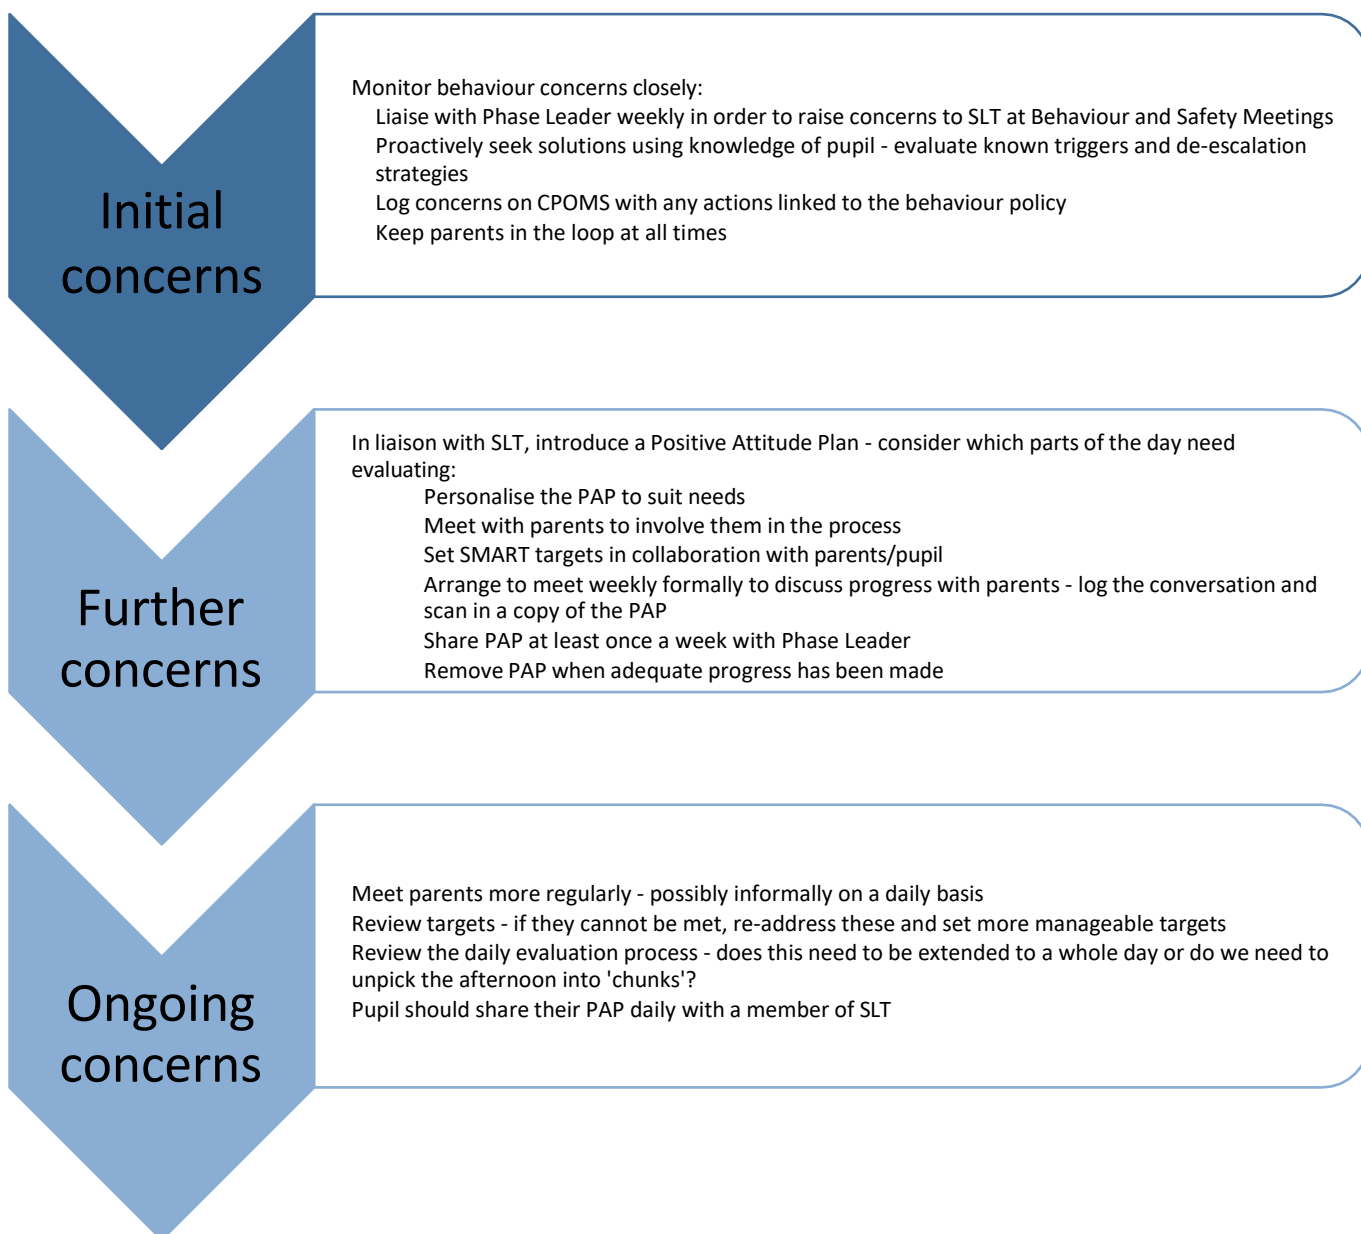 Initial
concerns
Monitor behaviour concerns closely:
Liaise with Phase Leader weekly in order to raise concerns to SLT at Behaviour and Safety Meetings
Proactively seek solutions using knowledge of pupil - evaluate known triggers and de-escalation
strategies
Log concerns on CPOMS with any actions linked to the behaviour policy
Keep parents in the loop at all times
Further
concerns
In liaison with SLT, introduce a Positive Attitude Plan - consider which parts of the day need
evaluating:
Personalise the PAP to suit needs
Meet with parents to involve them in the process
Set SMART targets in collaboration with parents/pupil
Arrange to meet weekly formally to discuss progress with parents - log the conversation and
scan in a copy of the PAP
Share PAP at least once a week with Phase Leader
Remove PAP when adequate progress has been made
Ongoing
concerns
Meet parents more regularly - possibly informally on a daily basis
Review targets - if they cannot be met, re-address these and set more manageable targets
Review the daily evaluation process - does this need to be extended to a whole day or do we need to
unpick the afternoon into 'chunks'?
Pupil should share their PAP daily with a member of SLT